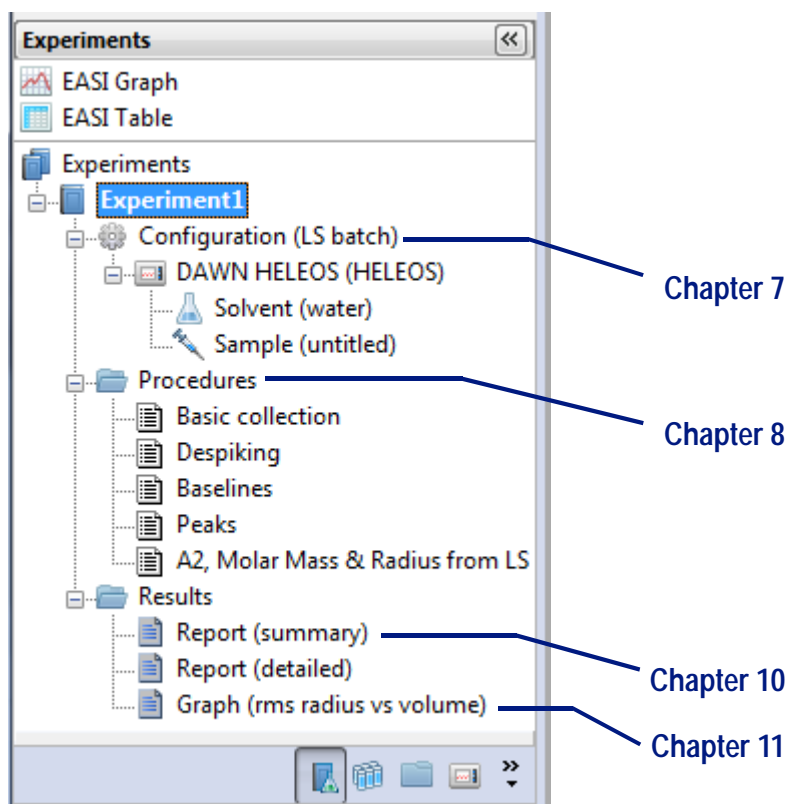 Experiments
EASI Graph
EASI Table
Experiments
Experiment1
Configuration (LS batch)
Chapter 7
DAWN HELEOS (HELEOS)
Solvent (water)
Sample (untitled)
Procedures
Chapter 8
Basic collection
Despiking
Baselines
Peaks
A2, Molar Mass & Radius from LS
Results
Report (summary)
Chapter 10
Report (detailed)
Graph (rms radius vs volume)
Chapter 11